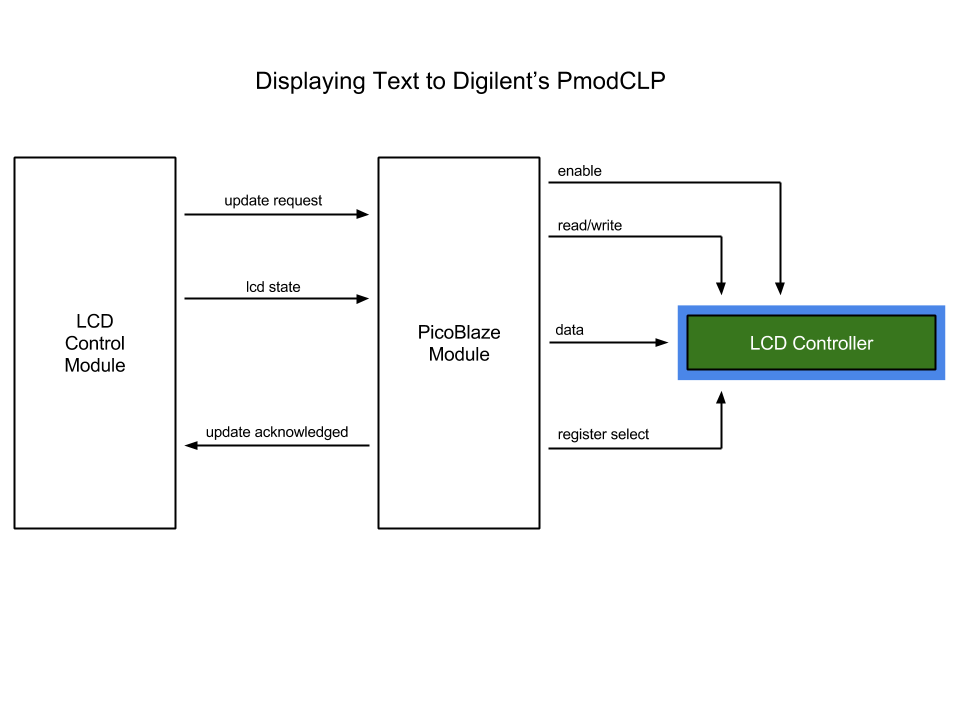 Displaying Text to Digilent’s PmodCLP
enable
update request
read/write
lcd state
LCD
Control
Module
PicoBlaze
Module
data
LCD Controller
update acknowledged
register select